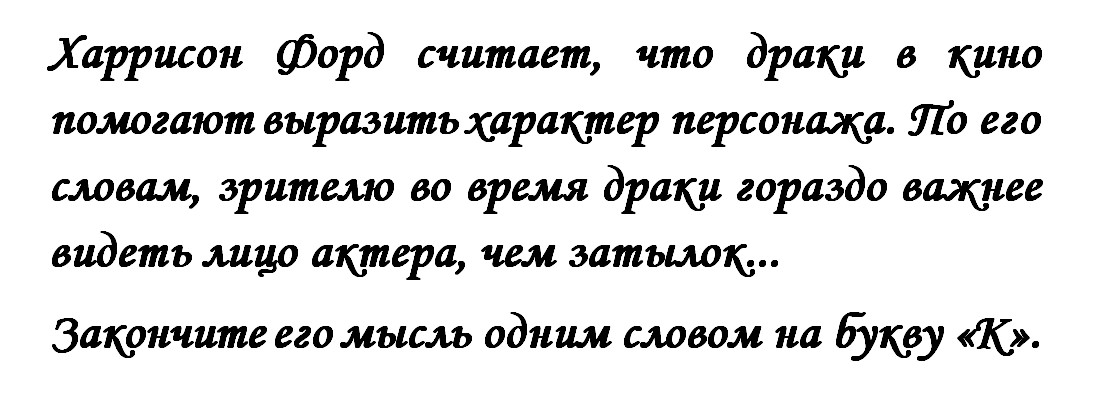 Харрисон Форд считает, что драки в кино
помогают выразить характер персонажа. По его
словам, зрителю во время драки гораздо важнее
видеть лицо актера, чем затылок...
Закончите его мысль одним словом на букву «К».